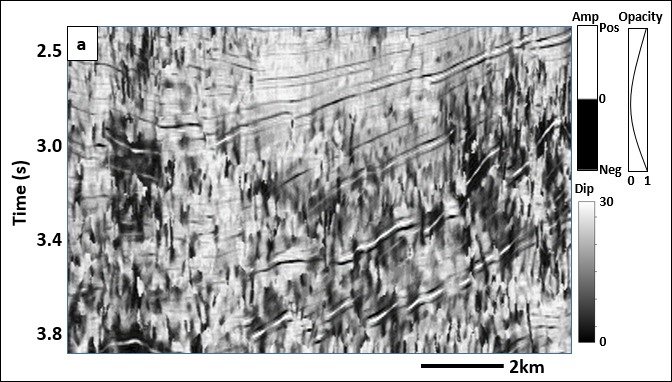 a
2.5
3.0
3.4
3.8
Time (s)
2km
Amp
Pos
0
Neg
Opacity
0 1
Dip
30
0